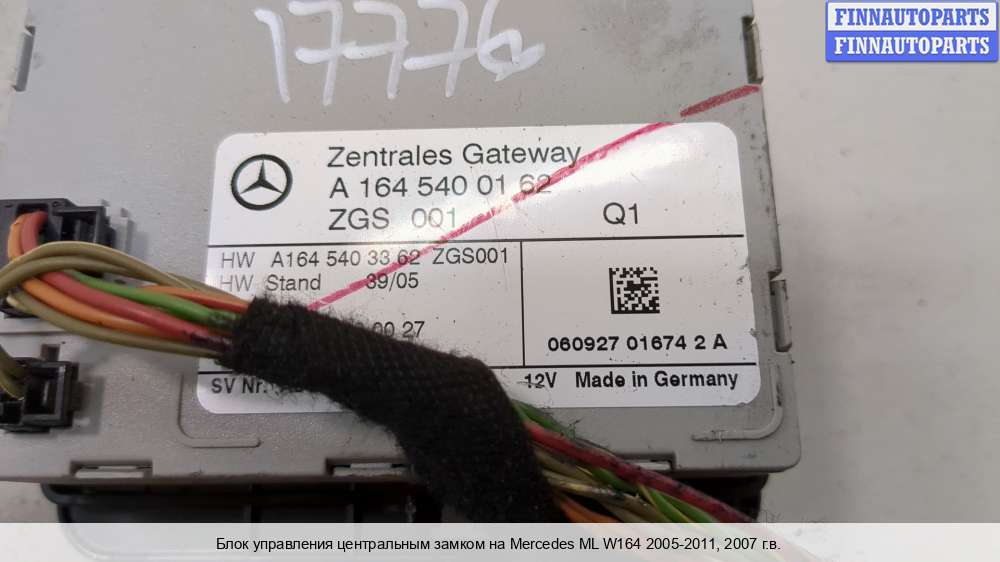 FINNAUTOPARTS
FINNAUTOPARTS
17776
Zentrales Gateway
A 164 540 01 62
ZGS 001
Q1
HW A164 540 33 62 ZGS001
HW Stand 39/05
00 27
060927 01674 2 A
SV Nr.
12V Made in Germany
Блок управления центральным замком на Mercedes ML W164 2005-2011, 2007 г.в.